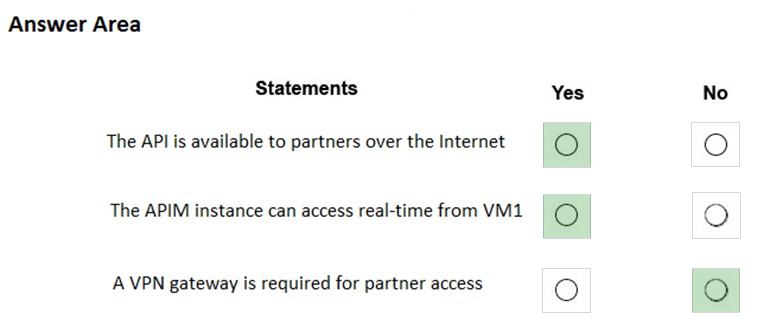 Answer Area
Statements Yes No
The API is available to partners over the Internet
The APIM instance can access real-time from VM1
A VPN gateway is required for partner access